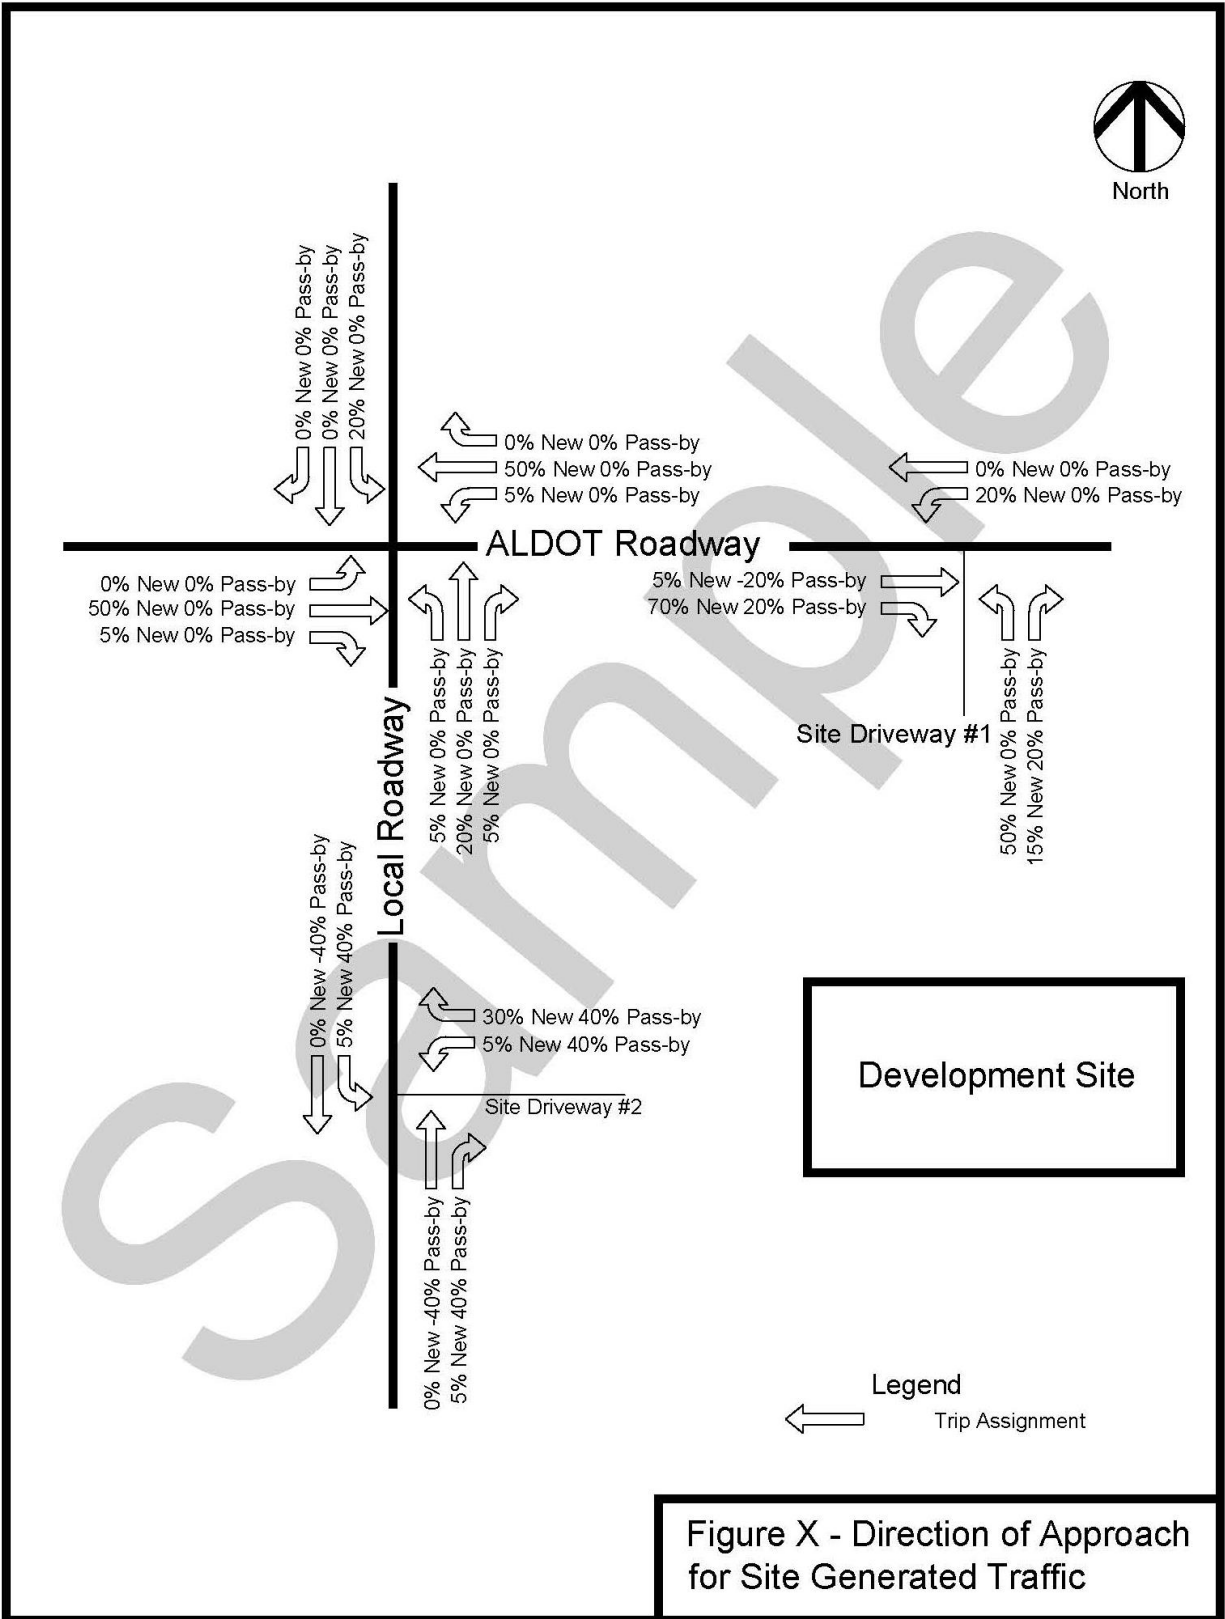 North
0% New 0% Pass-by
0% New 0% Pass-by
20% New 0% Pass-by
0% New 0% Pass-by
50% New 0% Pass-by
5% New 0% Pass-by
0% New 0% Pass-by
20% New 0% Pass-by
ALDOT Roadway
0% New 0% Pass-by
50% New 0% Pass-by
5% New 0% Pass-by
5% New 0% Pass-by
20% New 0% Pass-by
5% New 0% Pass-by
5% New -20% Pass-by
70% New 20% Pass-by
50% New 0% Pass-by
15% New 20% Pass-by
Site Driveway #1
Local Roadway
0% New -40% Pass-by
5% New 40% Pass-by
30% New 40% Pass-by
5% New 40% Pass-by
Site Driveway #2
0% New -40% Pass-by
5% New 40% Pass-by
Development Site
Sample
Legend
Trip Assignment
Figure X - Direction of Approach
for Site Generated Traffic